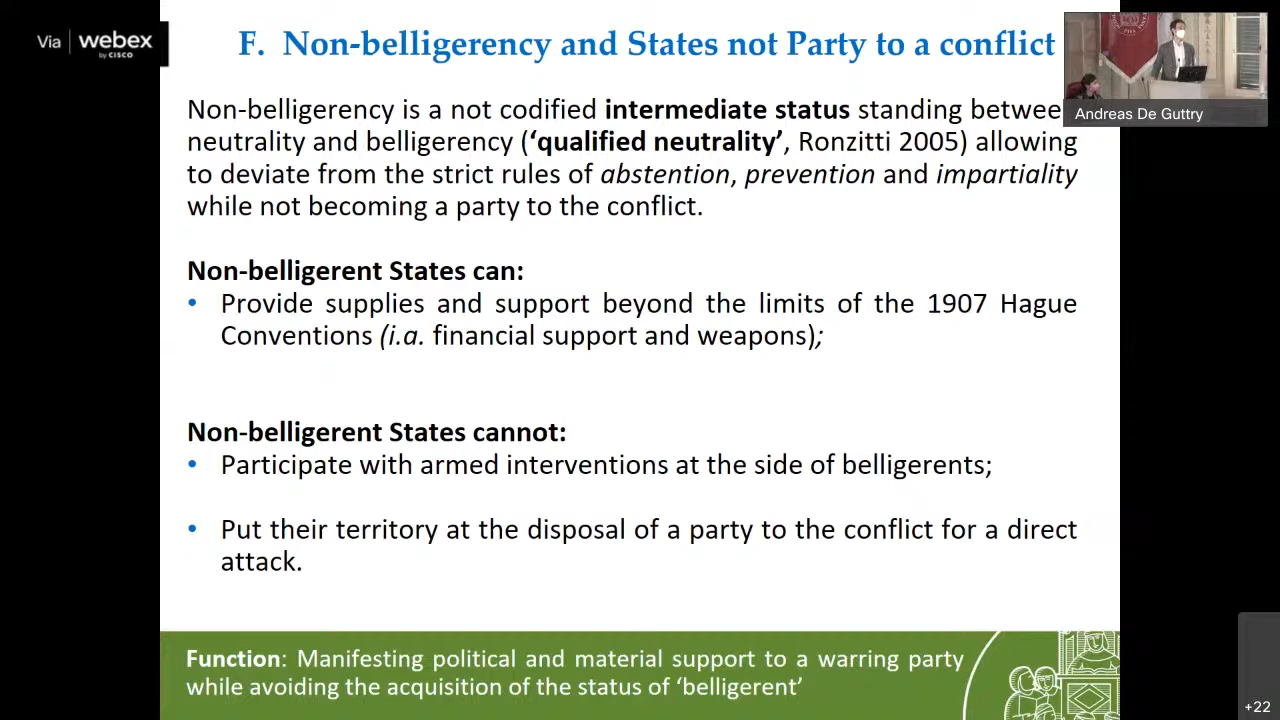 Via webex
by CISCO
F. Non-belligerency and States not Party to a conflict
Andreas De Guttry
Non-belligerency is a not codified intermediate status standing between
neutrality and belligerency (‘qualified neutrality’, Ronzitti 2005) allowing
to deviate from the strict rules of abstention, prevention and impartiality
while not becoming a party to the conflict.
Non-belligerent States can:
• Provide supplies and support beyond the limits of the 1907 Hague
Conventions (i.a. financial support and weapons);
Non-belligerent States cannot:
• Participate with armed interventions at the side of belligerents;
• Put their territory at the disposal of a party to the conflict for a direct
attack.
Function: Manifesting political and material support to a warring party
while avoiding the acquisition of the status of ‘belligerent’
+22